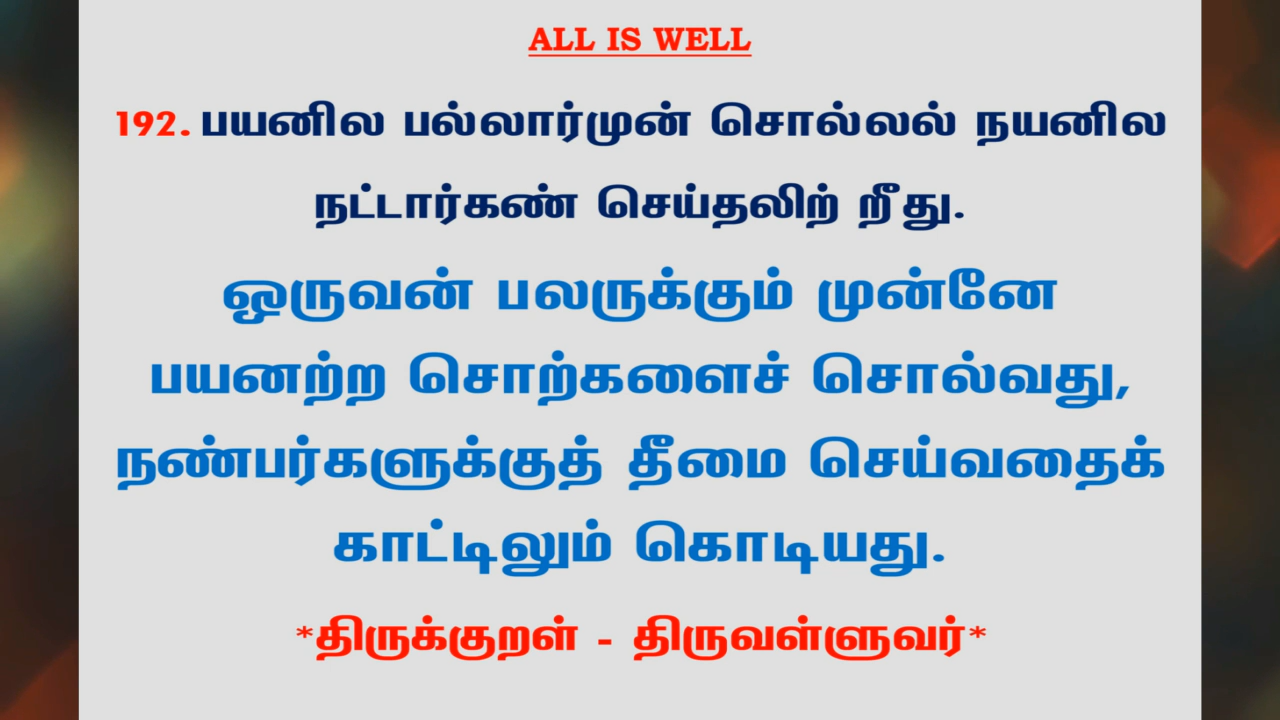 ALL IS WELL
192. பயனில பல்லார்முன் சொல்லல் நயனில
நட்டார்கண் செய்தலிற் றீது.
ஒருவன் பலருக்கும் முன்னே
பயனற்ற சொற்களைச் சொல்வது,
நண்பர்களுக்குத் தீமை செய்வதைக்
காட்டிலும் கொடியது.
*திருக்குறள் - திருவள்ளுவர்*